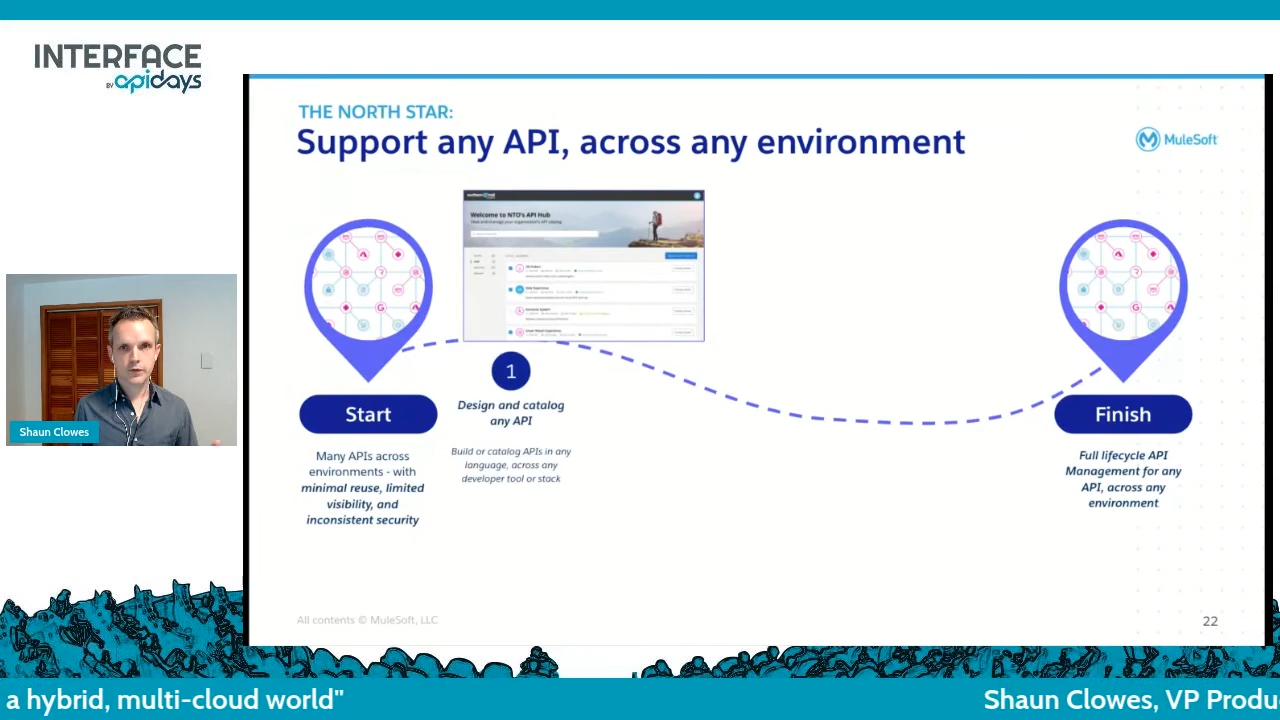 INTERFACE
BY apidays
THE NORTH STAR:
Support any API, across any environment
MuleSoft
Welcome to NTO's API Hub
1
Start
Design and catalog
any API
Finish
Many APIs across
environments - with
minimal reuse, limited
visibility, and
inconsistent security
Build or catalog APIs in any
language, across any
developer tool or stack
Full lifecycle API
Management for any
API, across any
environment
Shaun Clowes
All contents © MuleSoft, LLC
22
a hybrid, multi-cloud world"
Shaun Clowes, VP Produ